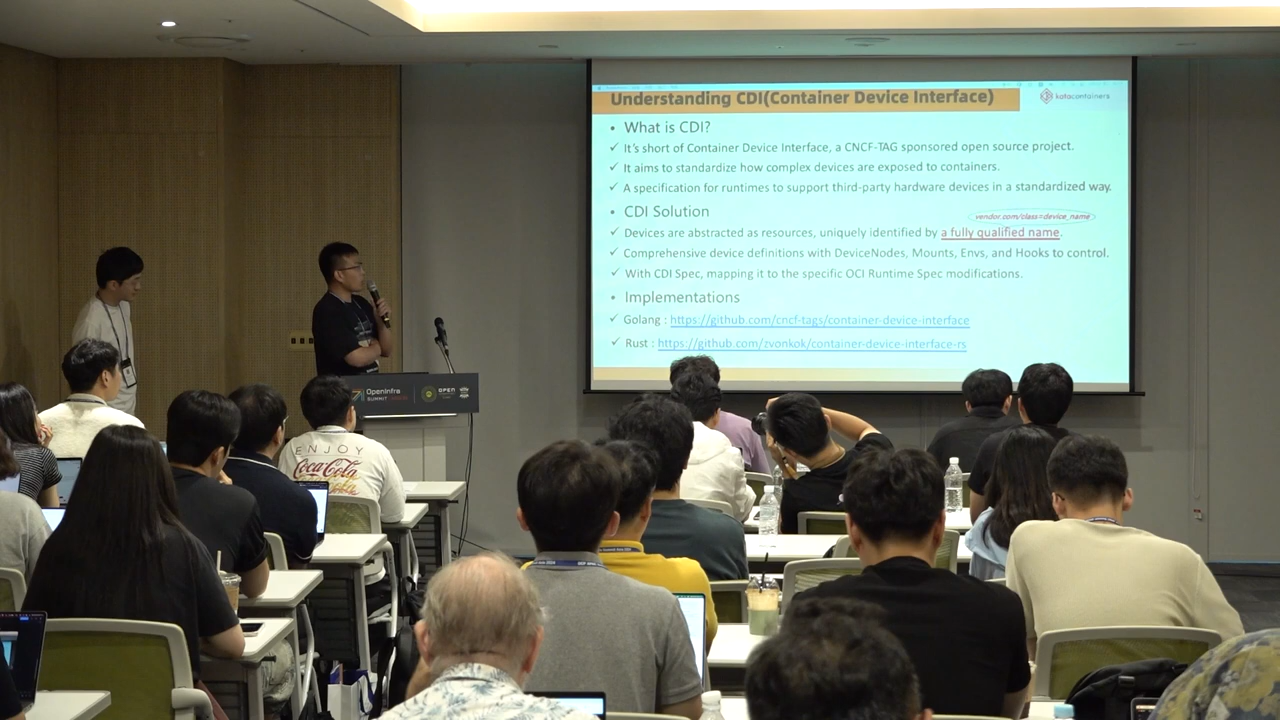 Understanding CDI(Container Device Interface)
katacontainers
• What is CDI?
✓ It's short of Container Device Interface, a CNCF-TAG sponsored open source project.
✓ It aims to standardize how complex devices are exposed to containers.
✓ A specification for runtimes to support third-party hardware devices in a standardized way.
• CDI Solution
vendor.com/class=device_name
✓ Devices are abstracted as resources, uniquely identified by a fully qualified name.
✓ Comprehensive device definitions with DeviceNodes, Mounts, Envs, and Hooks to control.
✓ With CDI Spec, mapping it to the specific OCI Runtime Spec modifications.
• Implementations
✓ Golang : https://github.com/cncf-tags/container-device-interface
✓ Rust : https://github.com/zvonkok/container-device-interface-rs
OpenInfra
SUMMIT
OPEN
ENJOY
Coca-Cola